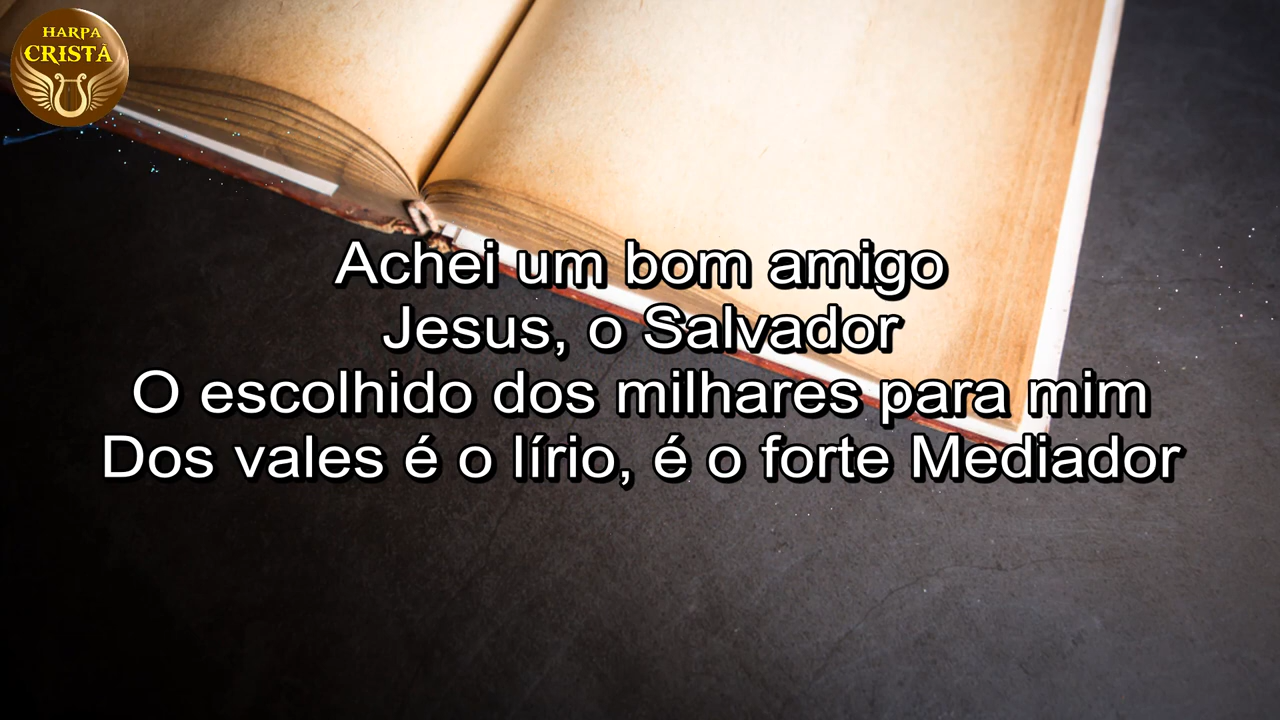 HARPA
CRISTÃ
Achei um bom amigo
Jesus, o Salvador
O escolhido dos milhares para mim
Dos vales é o lírio, é o forte Mediador